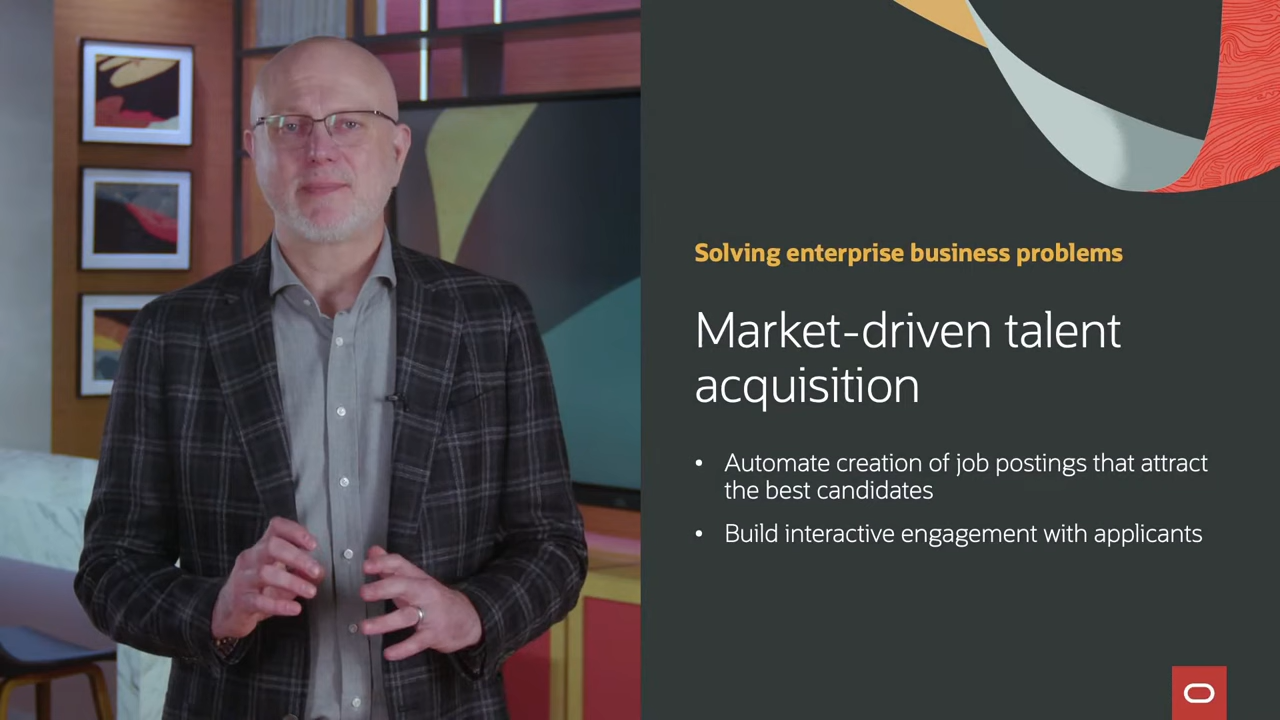 Solving enterprise business problems
Market-driven talent
acquisition
• Automate creation of job postings that attract
the best candidates
• Build interactive engagement with applicants